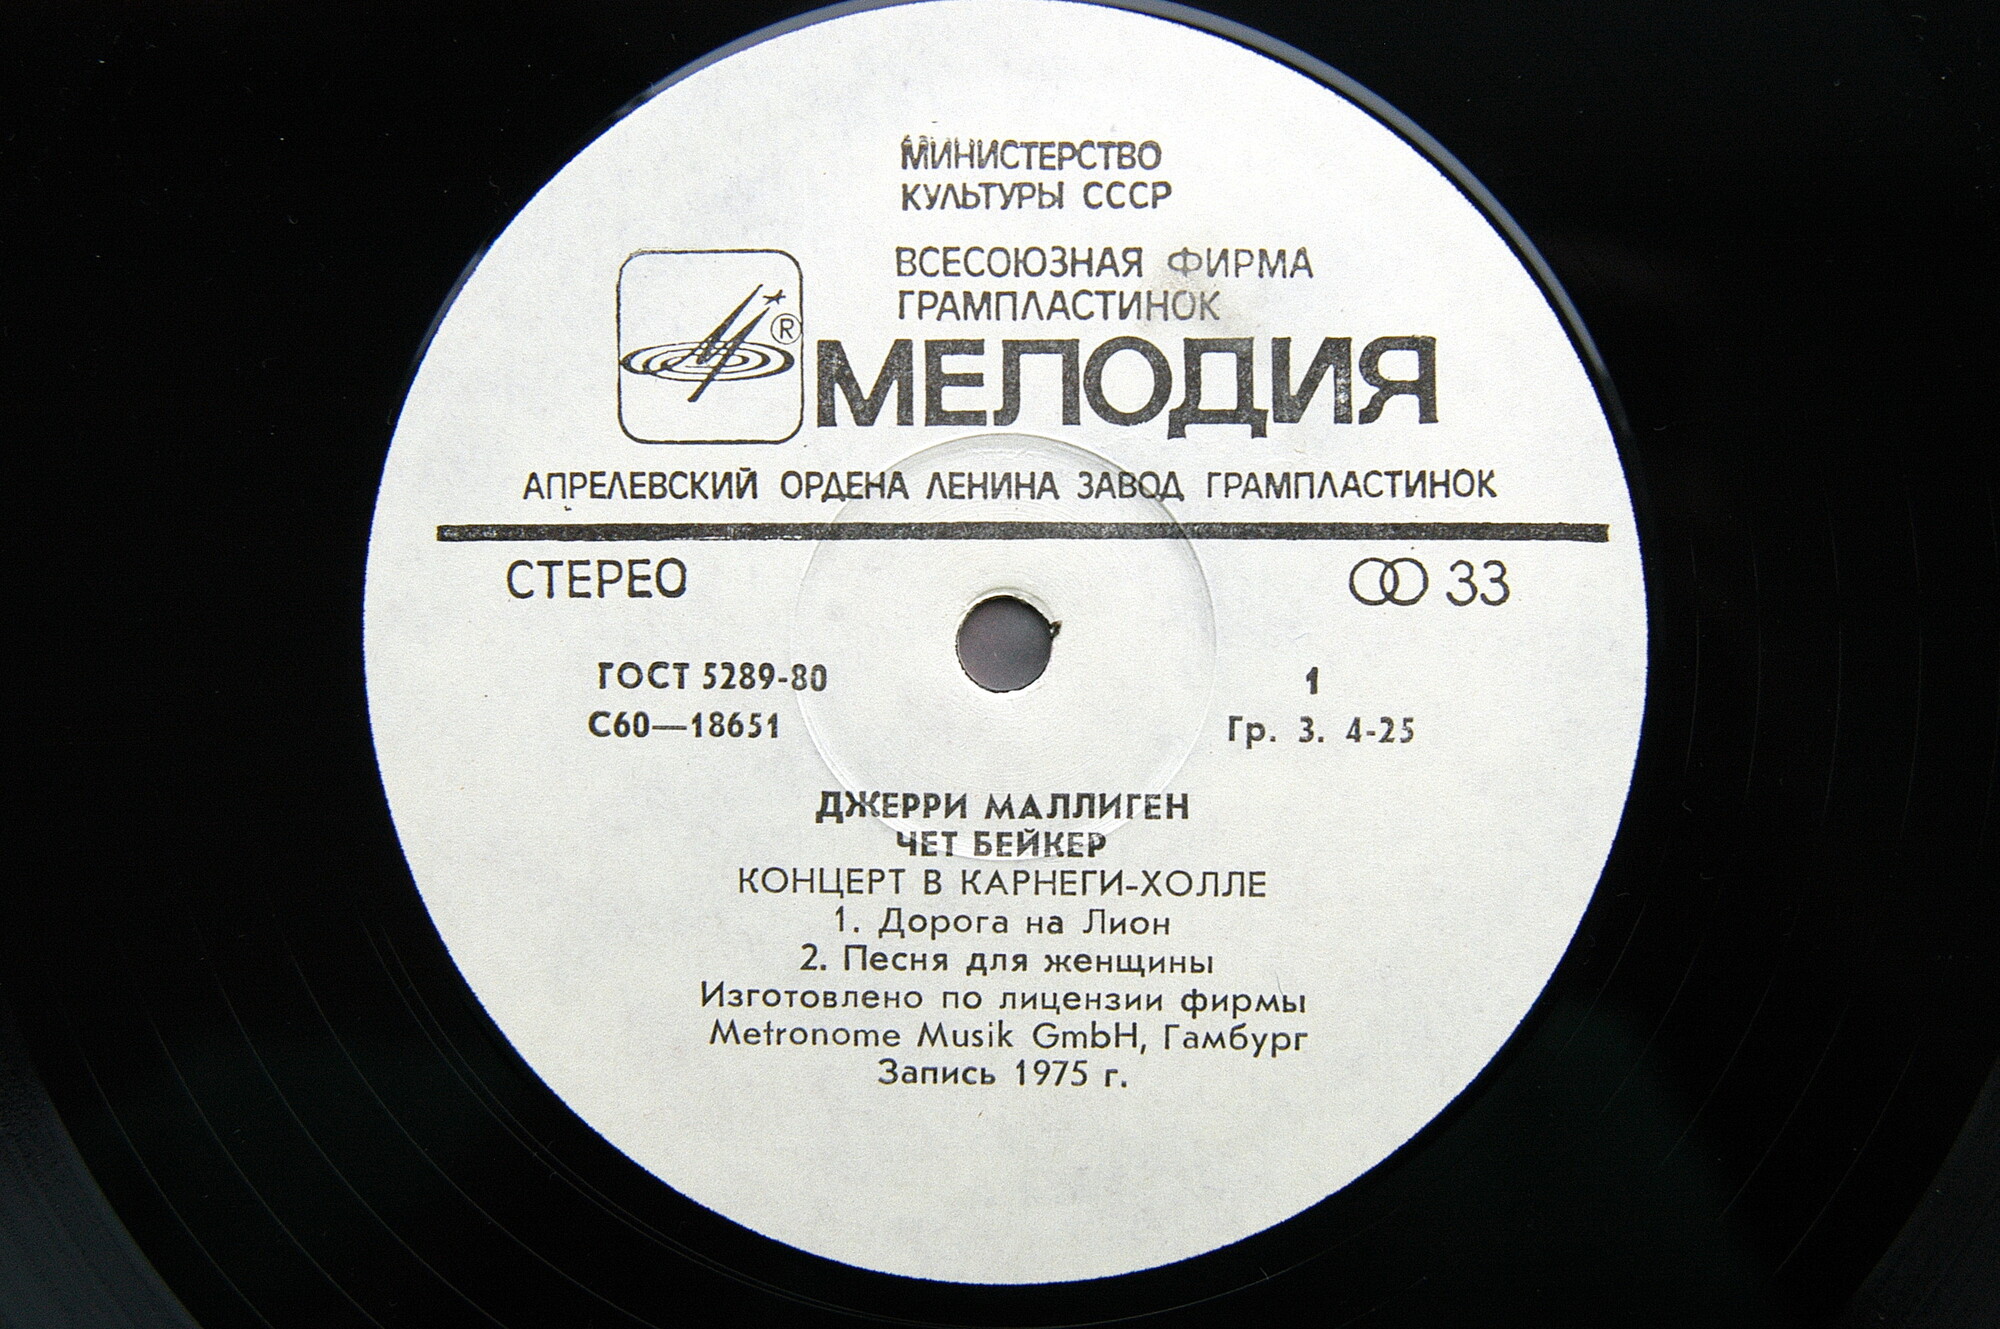 МИНИСТЕРСТВО
КУЛЬТУРЫ СССР
ВСЕСОЮЗНАЯ ФИРМА
ГРАМПЛАСТИНОК
®
МЕЛОДИЯ
АПРЕЛЕВСКИЙ ОРДЕНА ЛЕНИНА ЗАВОД ГРАМПЛАСТИНОК
СТЕРЕО 33
ГОСТ 5289-80 1
С60—18651 Гр. 3. 4-25
ДЖЕРРИ МАЛЛИГЕН
ЧЕТ БЕЙКЕР
КОНЦЕРТ В КАРНЕГИ-ХОЛЛЕ
1. Дорога на Лион
2. Песня для женщины
Изготовлено по лицензии фирмы
Metronome Musik GmbH, Гамбург
Запись 1975 г.